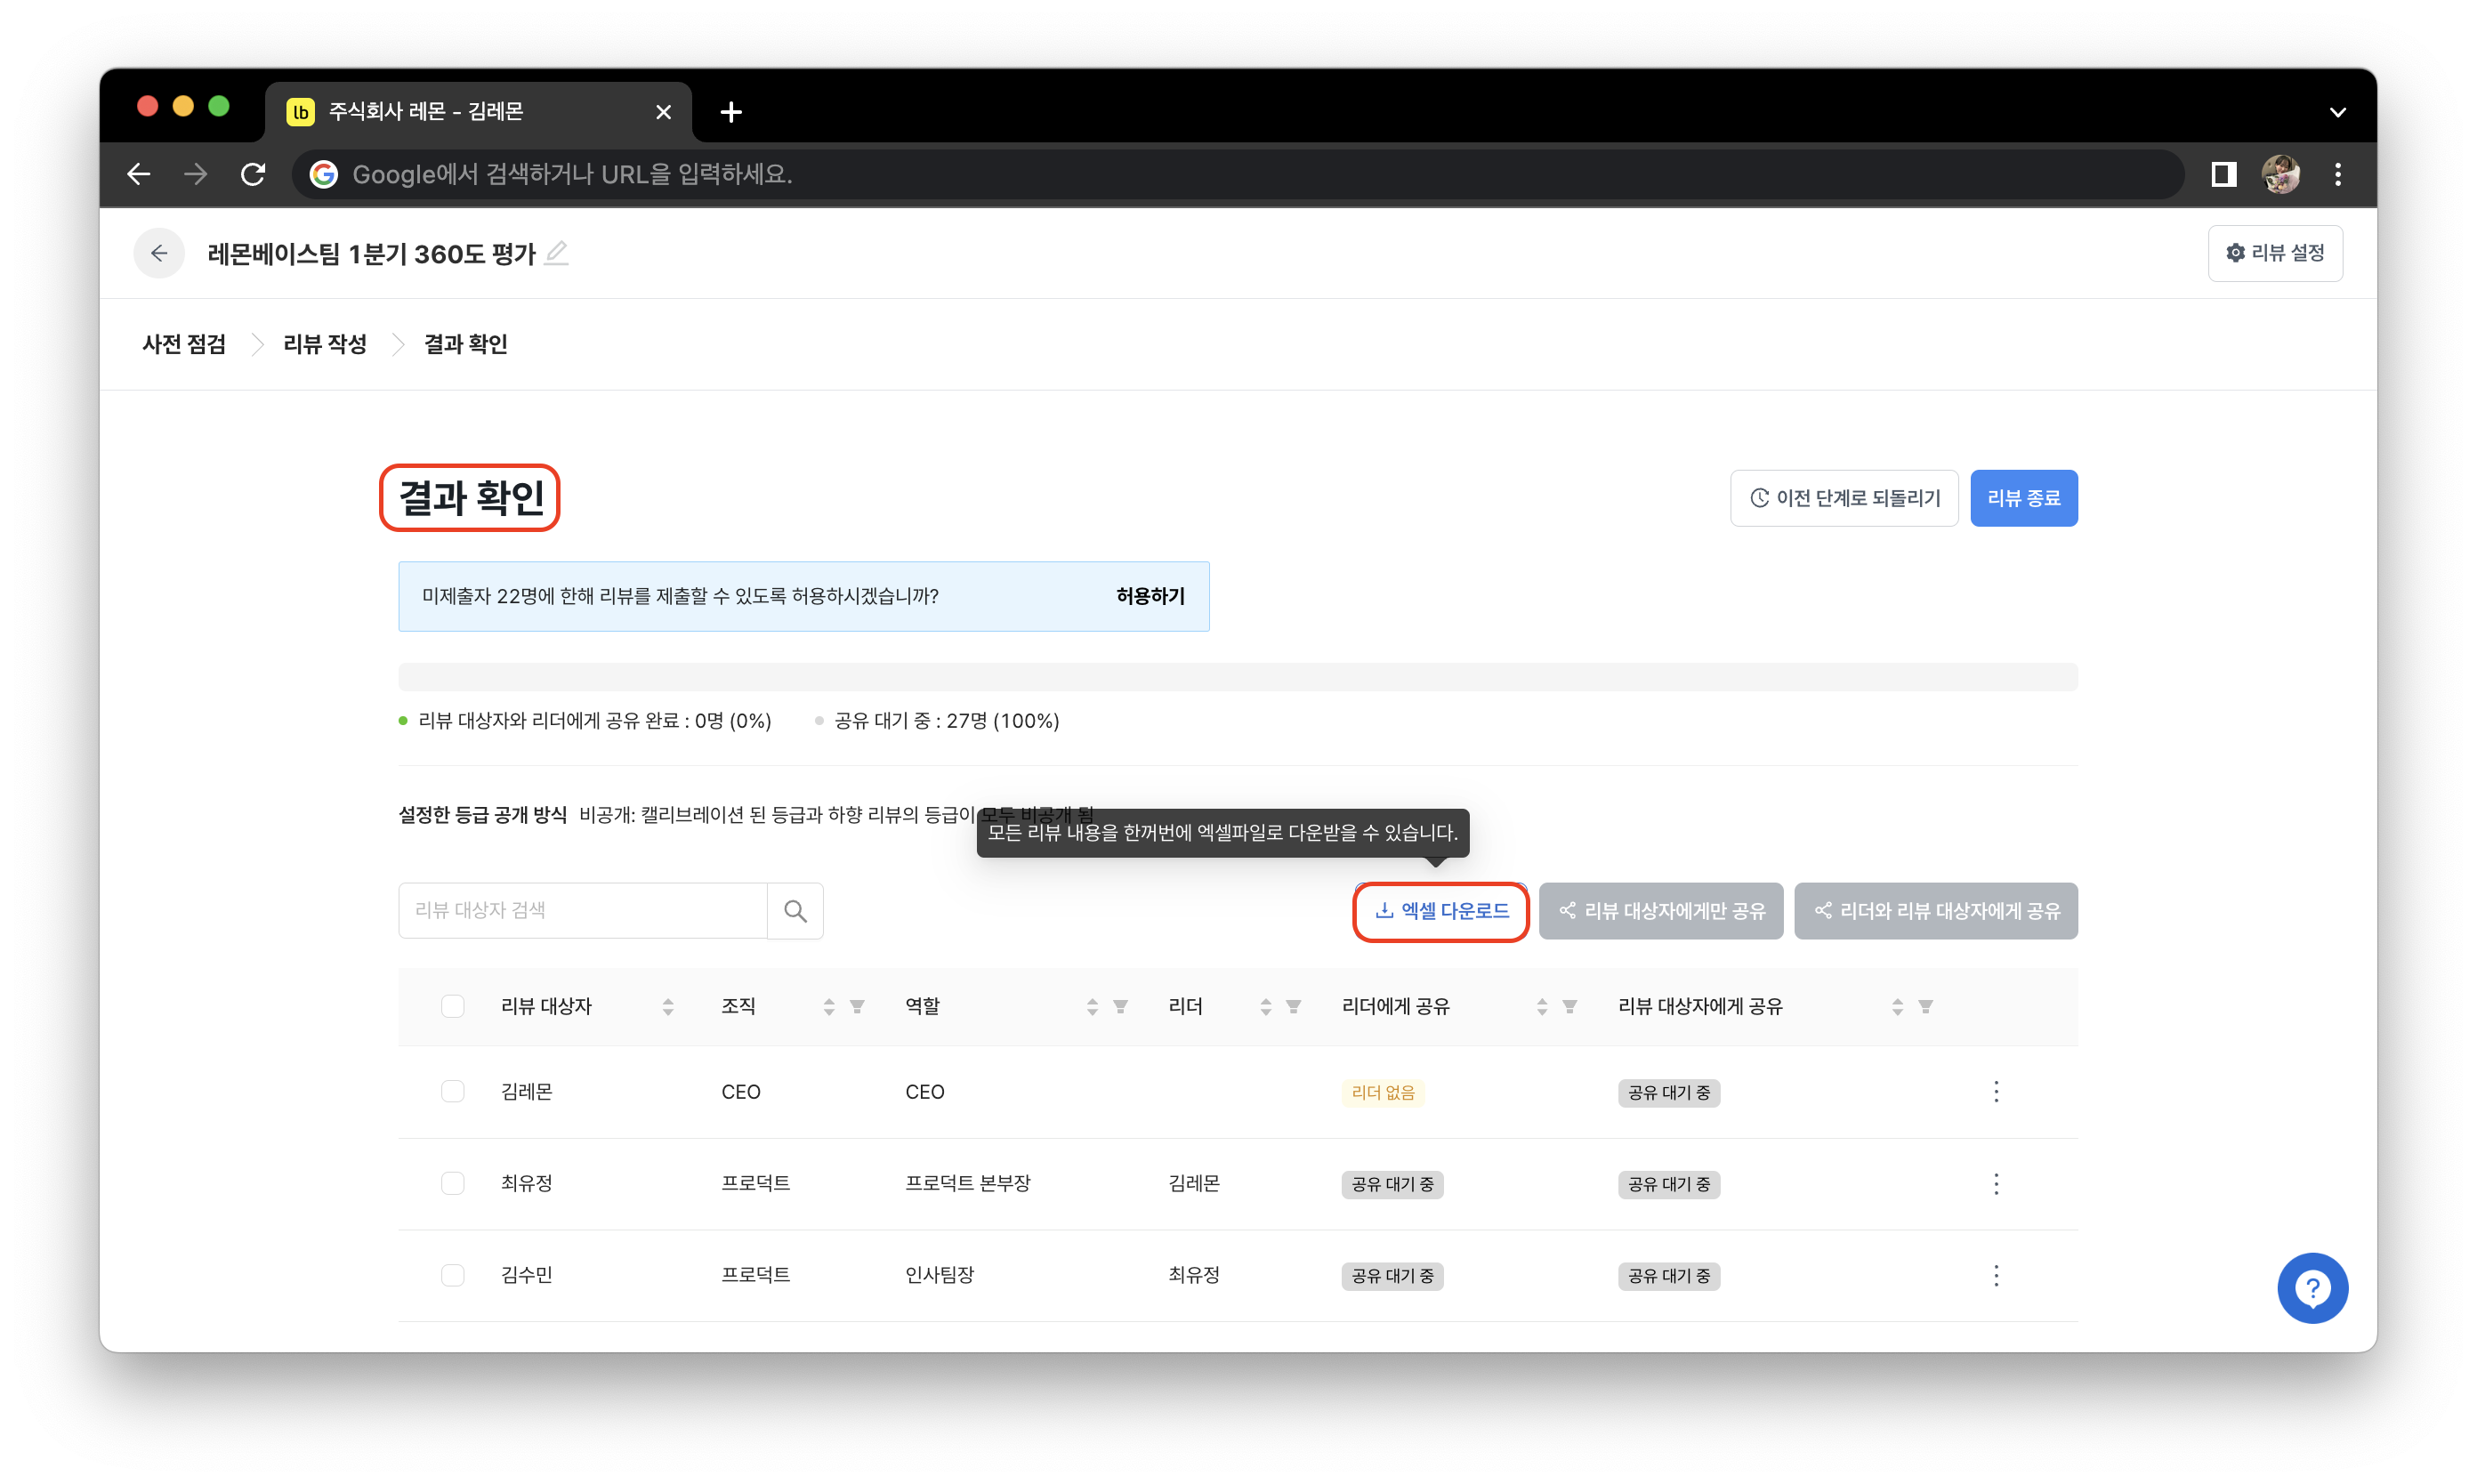 lb 주식회사 레몬 - 김레몬
Google에서 검색하거나 URL을 입력하세요.
레몬베이스팀 1분기 360도 평가
리뷰 설정
사전 점검
리뷰 작성
결과 확인
결과 확인
이전 단계로 되돌리기
리뷰 종료
미제출자 22명에 한해 리뷰를 제출할 수 있도록 허용하시겠습니까?
허용하기
리뷰 대상자와 리더에게 공유 완료 : 0명 (0%)
공유 대기 중 : 27명 (100%)
설정한 등급 공개 방식 비공개: 캘리브레이션 된 등급과 하향 리뷰의 등급이 모두 비공개 됨
모든 리뷰 내용을 한꺼번에 엑셀파일로 다운받을 수 있습니다.
리뷰 대상자 검색
엑셀 다운로드
리뷰 대상자에게만 공유
리더와 리뷰 대상자에게 공유
리뷰 대상자 조직 역할 리더 리더에게 공유 리뷰 대상자에게 공유
김레몬 CEO CEO 리더 없음 공유 대기 중
최유정 프로덕트 프로덕트 본부장 김레몬 공유 대기 중 공유 대기 중
김수민 프로덕트 인사팀장 최유정 공유 대기 중 공유 대기 중